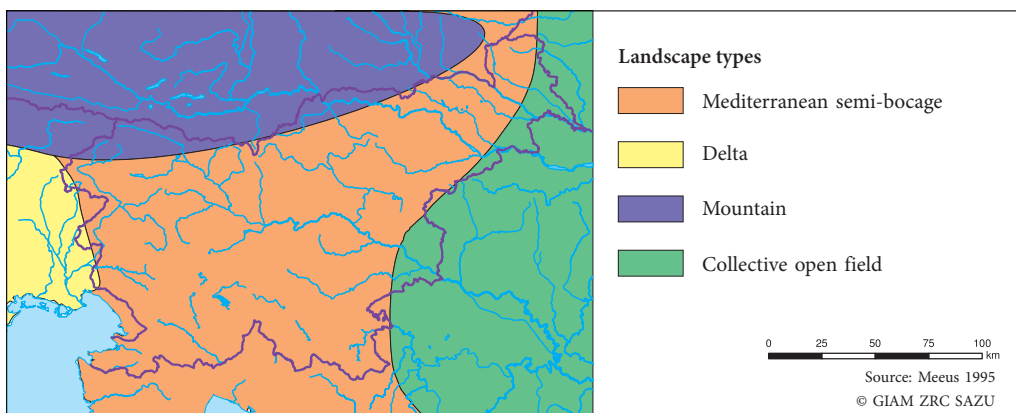 Landscape types
Mediterranean semi-bocage
Delta
Mountain
Collective open field
0 25 50 75 100
km
Source: Meeus 1995
© GIAM ZRC SAZU